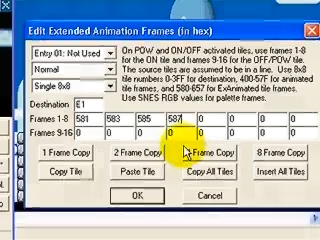 Edit Extended Animation Frames (in hex)
Entry 01: Not Used
Normal
Single 8x8
On POW and ON/OFF activated tiles, use frames 1-8
for the ON tile and frames 9-16 for the OFF/POW tile.
The source tiles are assumed to be in a line. Use 8x8
tile numbers 0-3FF for debug tiles, 400-57F for animated
tile frames, and 580-657 for ExAnimated tile frames.
Use SNES RGB values for palette frames.
Destination E1
Frames 1-8 581 583 585 587 0 0 0 0
Frames 9-16 0 0 0 0 0 0 0 0
1 Frame Copy 2 Frame Copy Frame Copy 8 Frame Copy
Copy Tile Paste Tile Copy All Tiles Insert All Tiles
OK Cancel